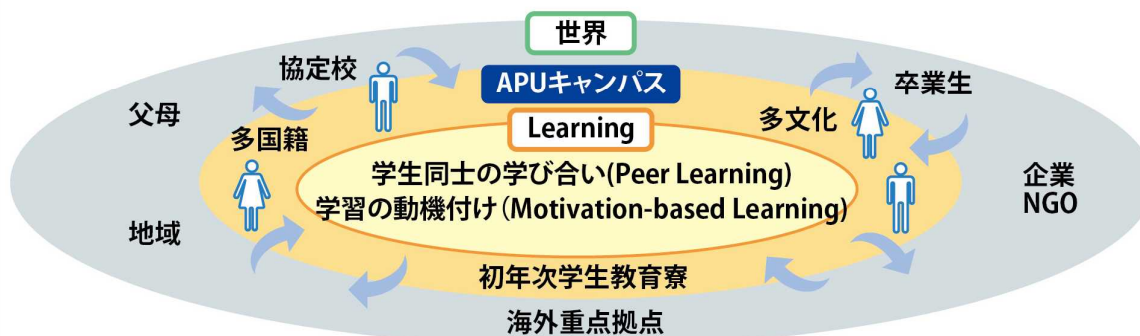 世界
協定校
APUキャンパス
卒業生
父母
Learning
多文化
多国籍
学生同士の学び合い(Peer Learning)
企業
NGO
学習の動機付け(Motivation-based Learning)
地域
初年次学生教育寮
海外重点拠点